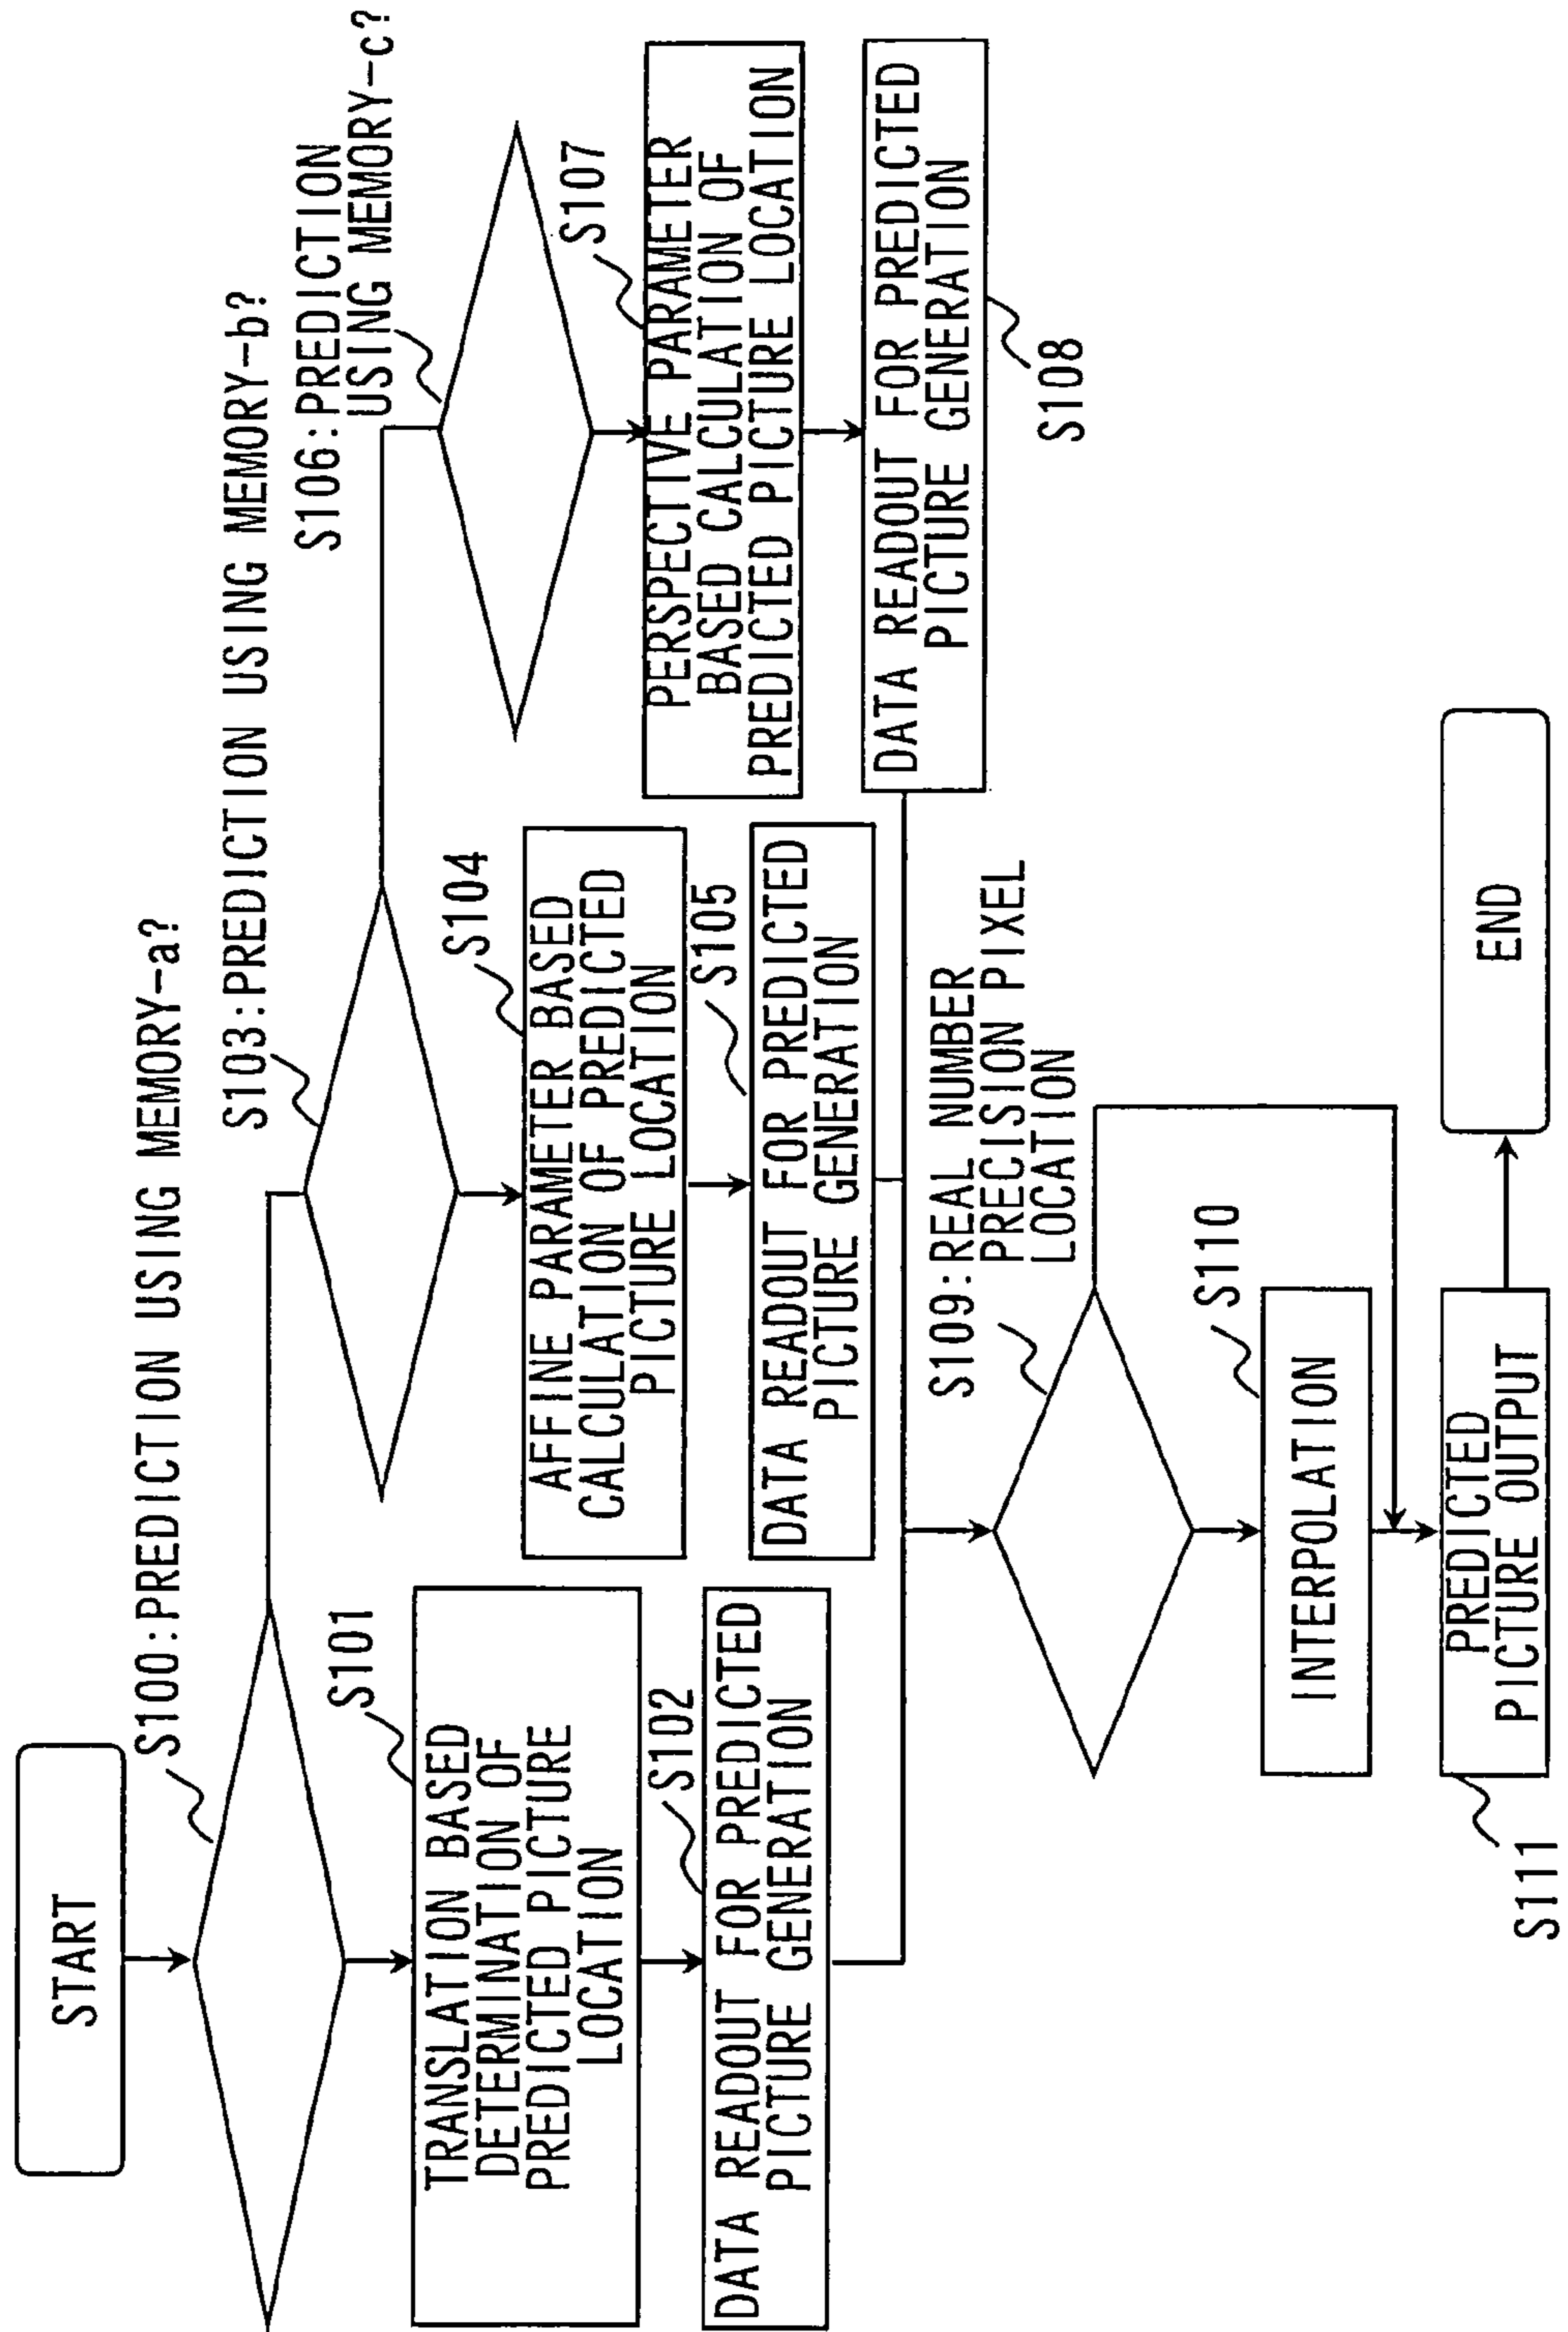 START
S100:PREDICTION USING MEMORY-a?
S101
TRANSLATION BASED
DETERMINATION OF
PREDICTED PICTURE
LOCATION
S102
DATA READOUT FOR PREDICTED
PICTURE GENERATION
S103:PREDICTION USING MEMORY-b?
S104
AFFINE PARAMETER BASED
CALCULATION OF PREDICTED
PICTURE LOCATION
S105
DATA READOUT FOR PREDICTED
PICTURE GENERATION
S106:PREDICTION
USING MEMORY-c?
S107
PERSPECTIVE PARAMETER
BASED CALCULATION OF
PREDICTED PICTURE LOCATION
DATA READOUT FOR PREDICTED
PICTURE GENERATION
S108
S109:REAL NUMBER
PRECISION PIXEL
LOCATION
S110
INTERPOLATION
PREDICTED
PICTURE OUTPUT
S111
END